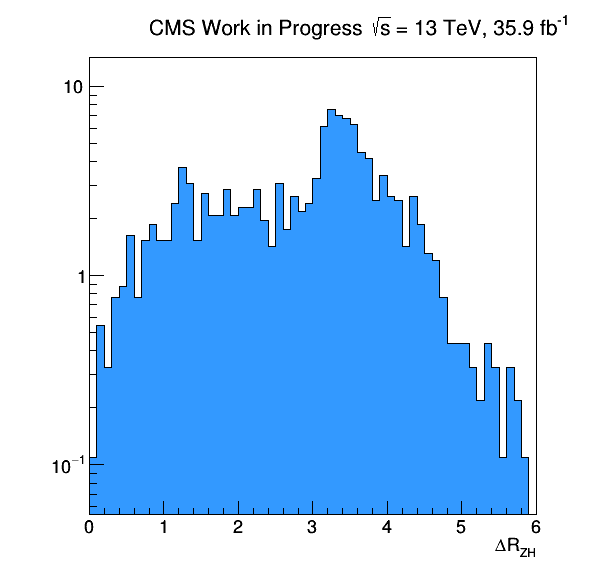 CMS Work in Progress √s = 13 TeV, 35.9 fb⁻¹
10
1
10⁻¹
0 1 2 3 4 5 6
ΔR_ZH